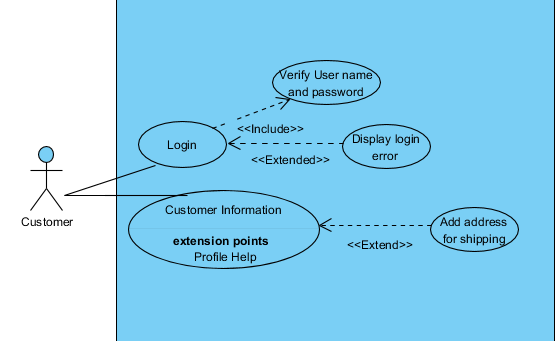 Verify User name
and password
<<Include>>
Login
Display login
error
<<Extended>>
Customer
Customer Information
extension points
Profile Help
Add address
for shipping
<<Extend>>